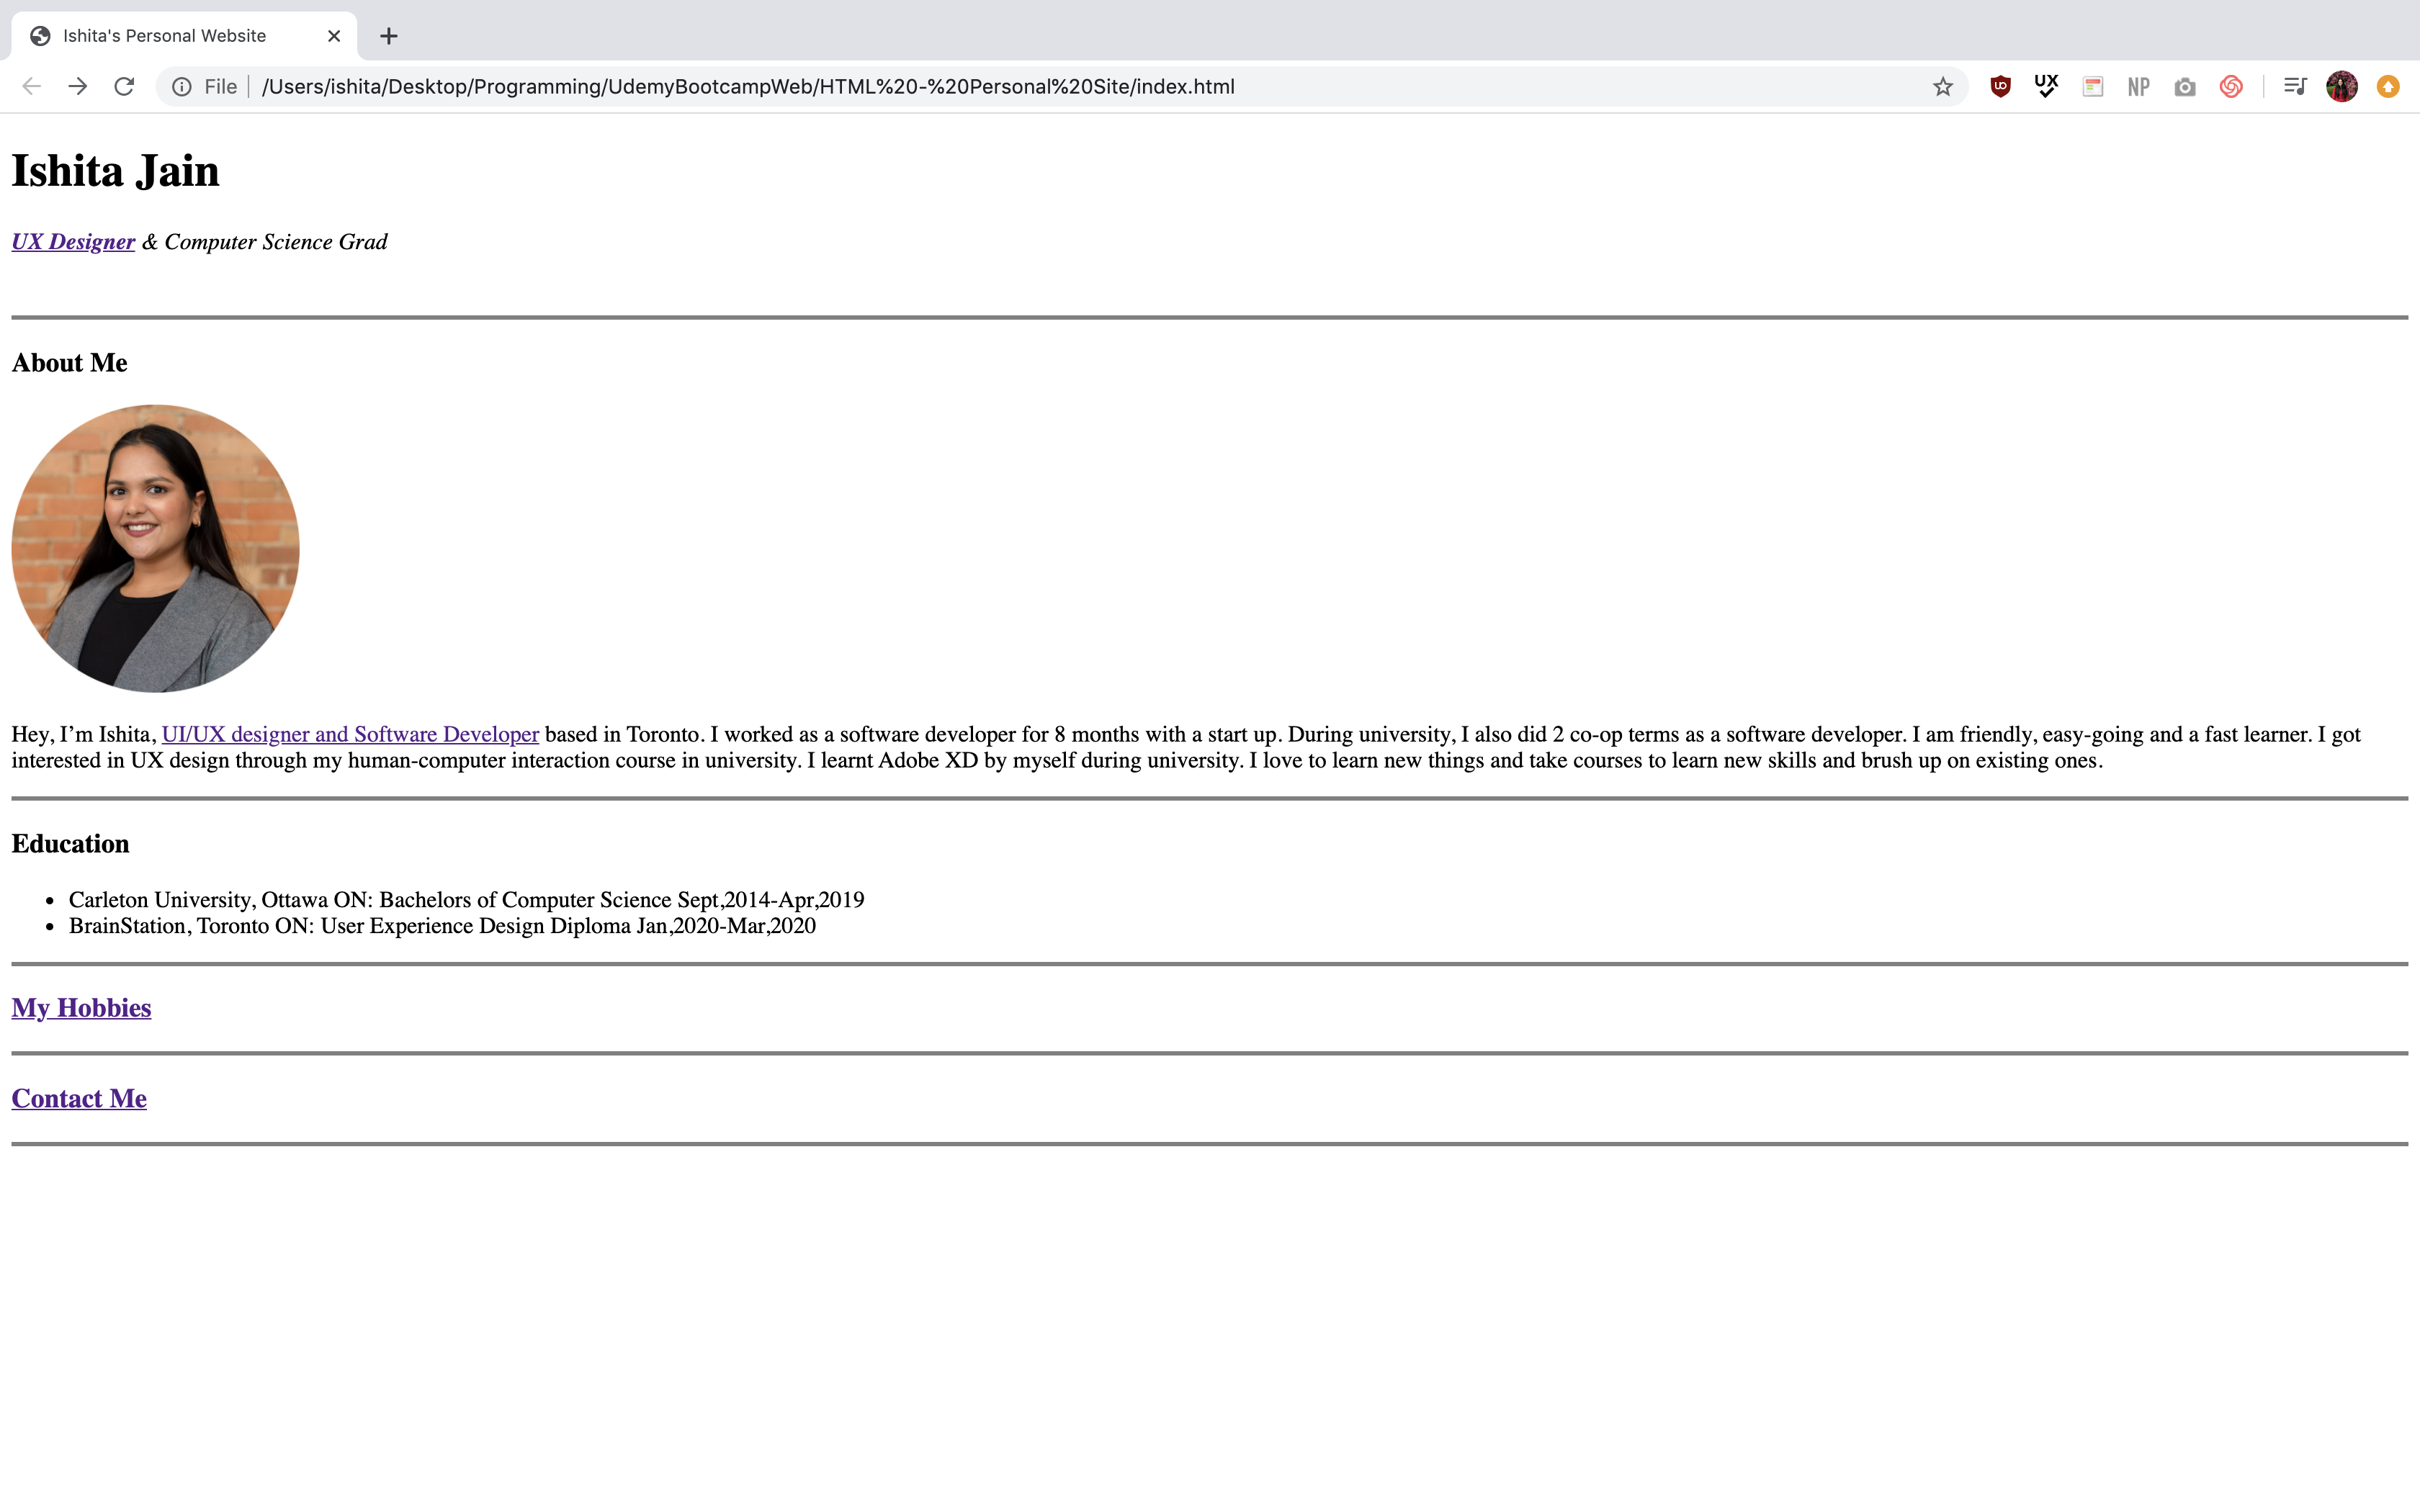 Ishita's Personal Website
File /Users/ishita/Desktop/Programming/UdemyBootcampWeb/HTML%20-%20Personal%20Site/index.html
UX
NP
Ishita Jain
UX Designer & Computer Science Grad
About Me
Hey, I’m Ishita, UI/UX designer and Software Developer based in Toronto. I worked as a software developer for 8 months with a start up. During university, I also did 2 co-op terms as a software developer. I am friendly, easy-going and a fast learner. I got
interested in UX design through my human-computer interaction course in university. I learnt Adobe XD by myself during university. I love to learn new things and take courses to learn new skills and brush up on existing ones.
Education
• Carleton University, Ottawa ON: Bachelors of Computer Science Sept,2014-Apr,2019
• BrainStation, Toronto ON: User Experience Design Diploma Jan,2020-Mar,2020
My Hobbies
Contact Me